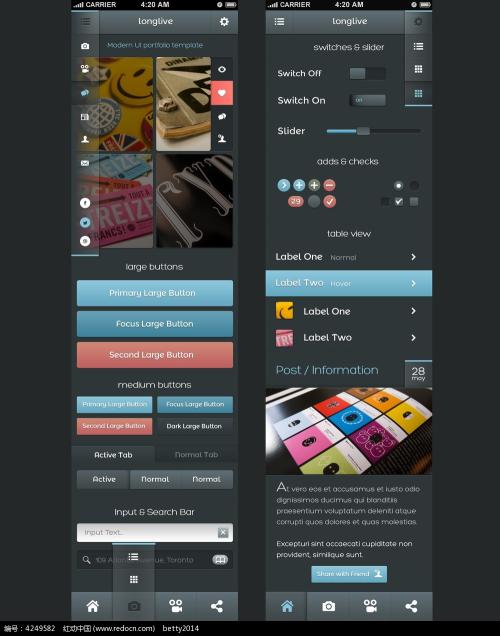 CARRIER 4:20 AM
longlive
Modern UI portfolio template
DINAMO
TREIZE
FRANCS!
large buttons
Primary Large Button
Focus Large Button
Second Large Button
medium buttons
Primary Large Button Focus Large Button
Second Large Button Dark Large Button
Active Tab Normal Tab
Active Normal Normal
Input & Search Bar
Input Text...
Avenue, Toronto
CARRIER 4:20 AM
longlive
switches & slider
Switch Off
Switch On on
Slider
adds & checks
29
table view
Label One Normal
Label Two Hover
Label One
Label Two
Post / Information
28
may
At vero eos et accusamus et iusto odio
dignissimos ducimus qui blanditiis
praesentium voluptatum deleniti atque
corrupti quos dolores et quas molestias.
Excepturi sint occaecati cupiditate non
provident, similique sunt.
Share with Friend
编号：4249582 红动中国 (www.redocn.com) betty2014